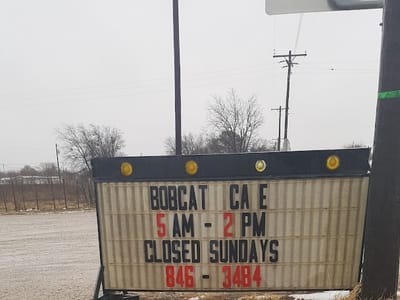 BOBCAT CA E
5 AM - 2 PM
CLOSED SUNDAYS
846 - 3484